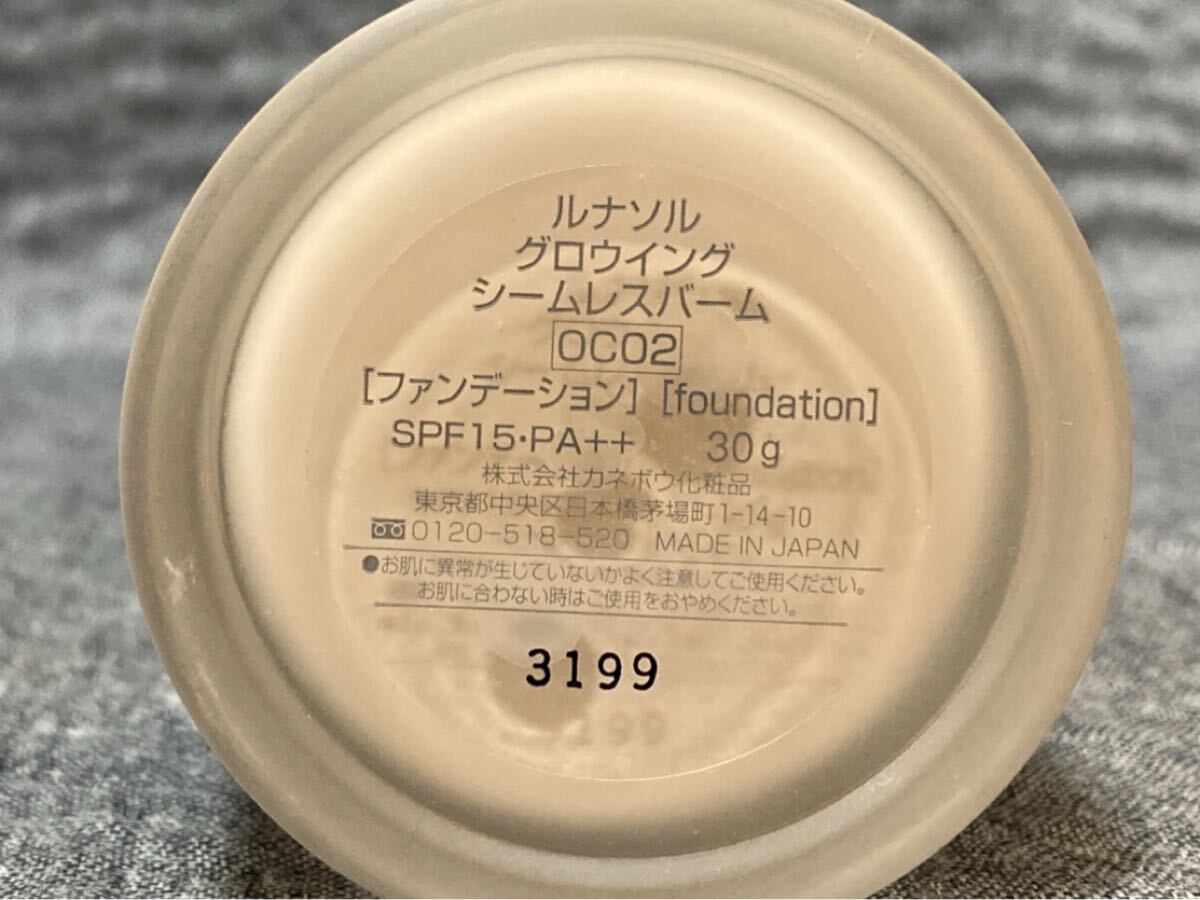 ルナソル
グロウイング
シームレスバーム
OC02
[ファンデーション] [foundation]
SPF15・PA++ 30g
株式会社カネボウ化粧品
東京都中央区日本橋茅場町1-14-10
0120-518-520 MADE IN JAPAN
●お肌に異常が生じていないかよく注意してご使用ください。
お肌に合わない時はご使用をおやめください。
3199